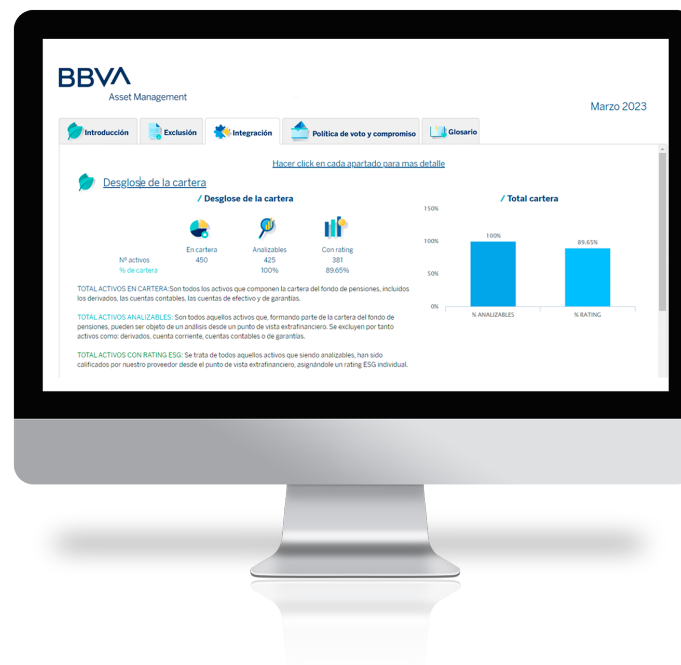 BBVA
Asset Management
Marzo 2023
Introducción
Exclusión
Integración
Política de voto y compromiso
Glosario
Hacer click en cada apartado para mas detalle
Desglose de la cartera
/ Desglose de la cartera
En cartera Analizables Con rating
Nº activos 450 425 381
% de cartera 100% 89.65%
TOTAL ACTIVOS EN CARTERA:Son todos los activos que componen la cartera del fondo de pensiones, incluidos
los derivados, las cuentas contables, las cuentas de efectivo y de garantías.
TOTAL ACTIVOS ANALIZABLES: Son todos aquellos activos que, formando parte de la cartera del fondo de
pensiones, pueden ser objeto de un análisis desde un punto de vista extrafinanciero. Se excluyen por tanto
activos como: derivados, cuenta corriente, cuentas contables o de garantías.
TOTAL ACTIVOS CON RATING ESG: Se trata de todos aquellos activos que siendo analizables, han sido
calificados por nuestro proveedor desde el punto de vista extrafinanciero, asignándole un rating ESG individual.
/ Total cartera
150%
100%
50%
0%
100%
89.65%
% ANALIZABLES
% RATING